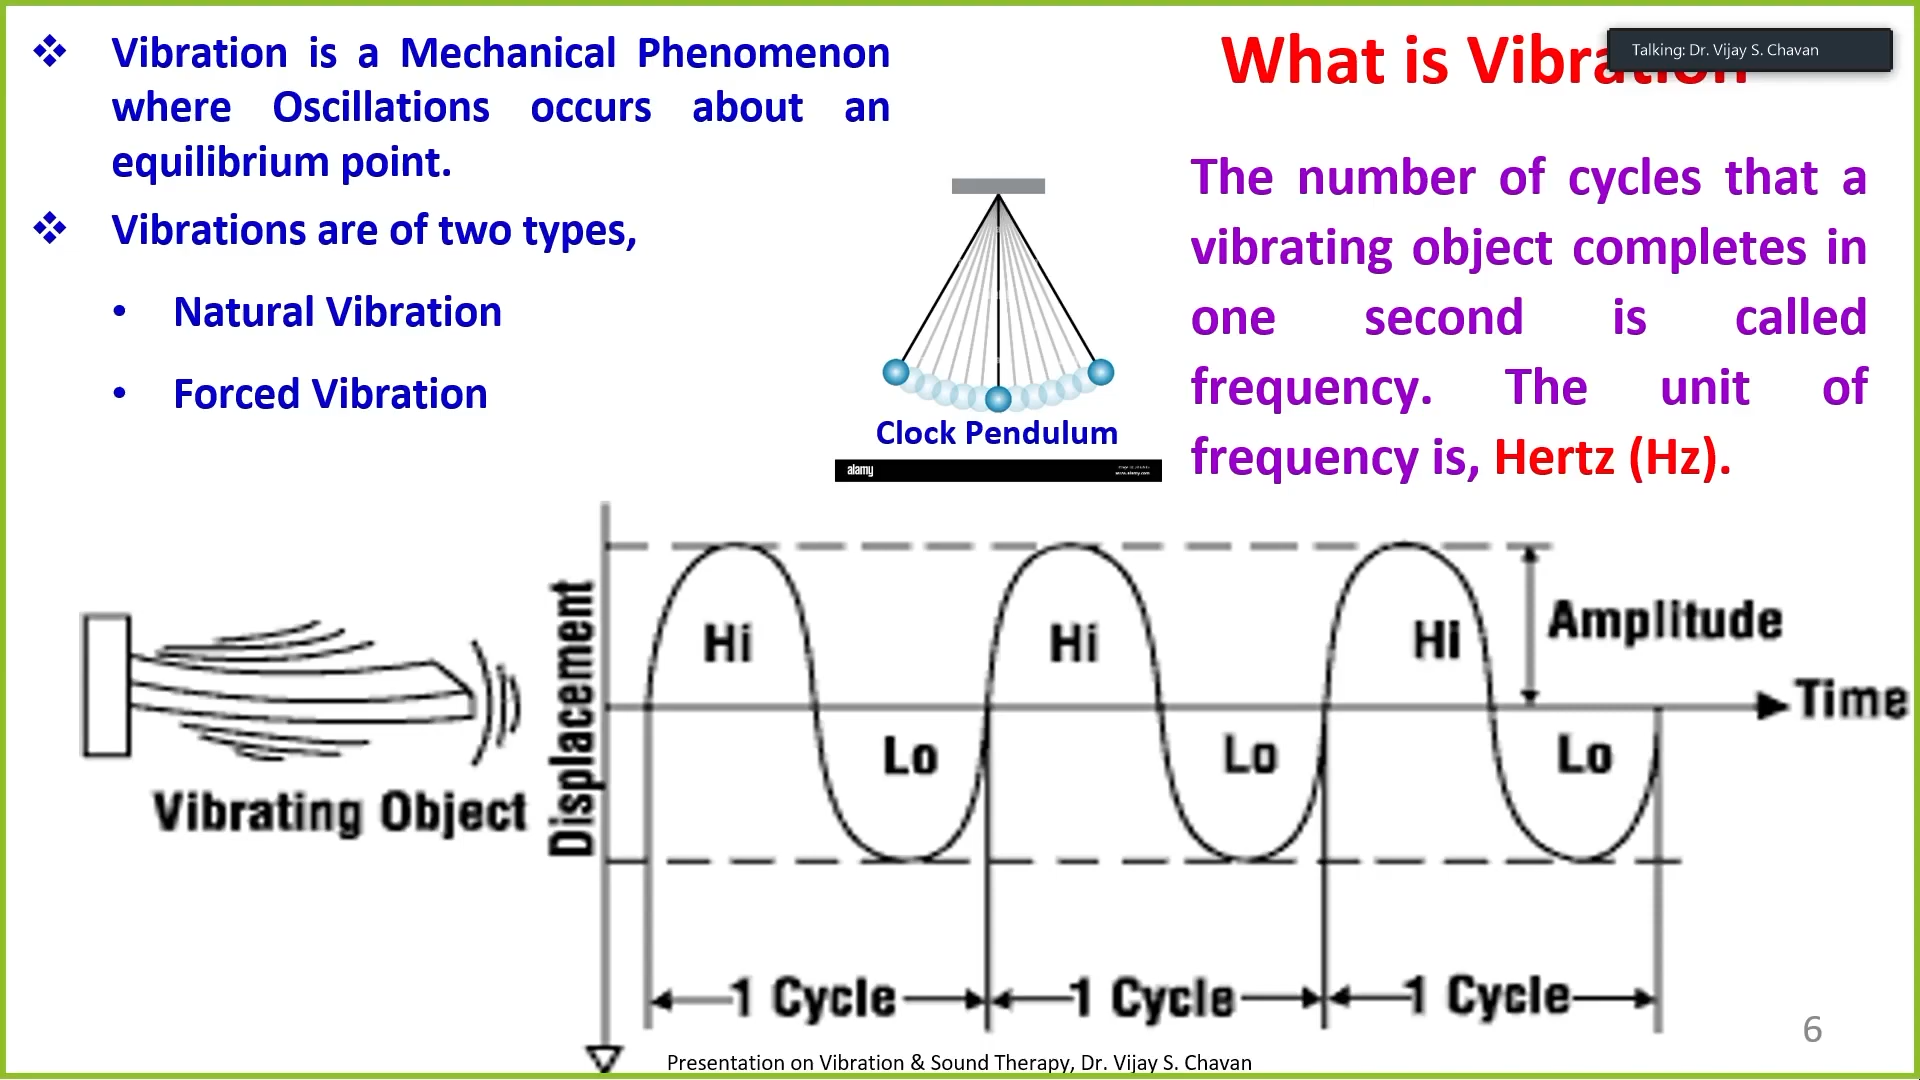 ❖ Vibration is a Mechanical Phenomenon
where Oscillations occurs about an
equilibrium point.
❖ Vibrations are of two types,
• Natural Vibration
• Forced Vibration
What is
Talking: Dr. Vijay S. Chavan
The number of cycles that a
vibrating object completes in
one second is called
frequency. The unit of
frequency is, Hertz (Hz).
Clock Pendulum
alamy
Vibrating Object
Displacement
Hi
Hi
Hi
Amplitude
Time
Lo
Lo
Lo
1 Cycle
1 Cycle
1 Cycle
6
Presentation on Vibration & Sound Therapy, Dr. Vijay S. Chavan